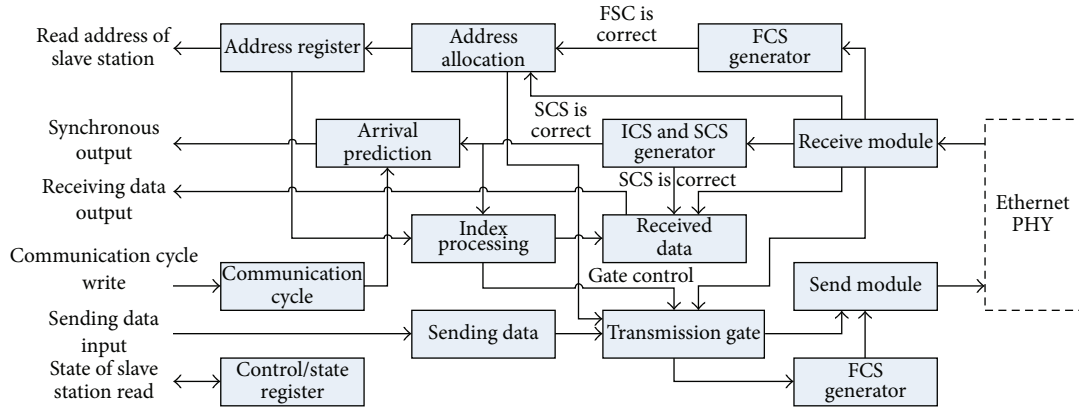 FSC is
correct
Read address of
slave station
Address register
Address
allocation
FCS
generator
Synchronous
output
Arrival
prediction
SCS is
correct
ICS and SCS
generator
Receive module
SCS is correct
Receiving data
output
Index
processing
Received
data
Ethernet
PHY
Communication cycle
write
Communication
cycle
Gate control
Send module
Sending data
input
Sending data
Transmission gate
State of slave
station read
Control/state
register
FCS
generator